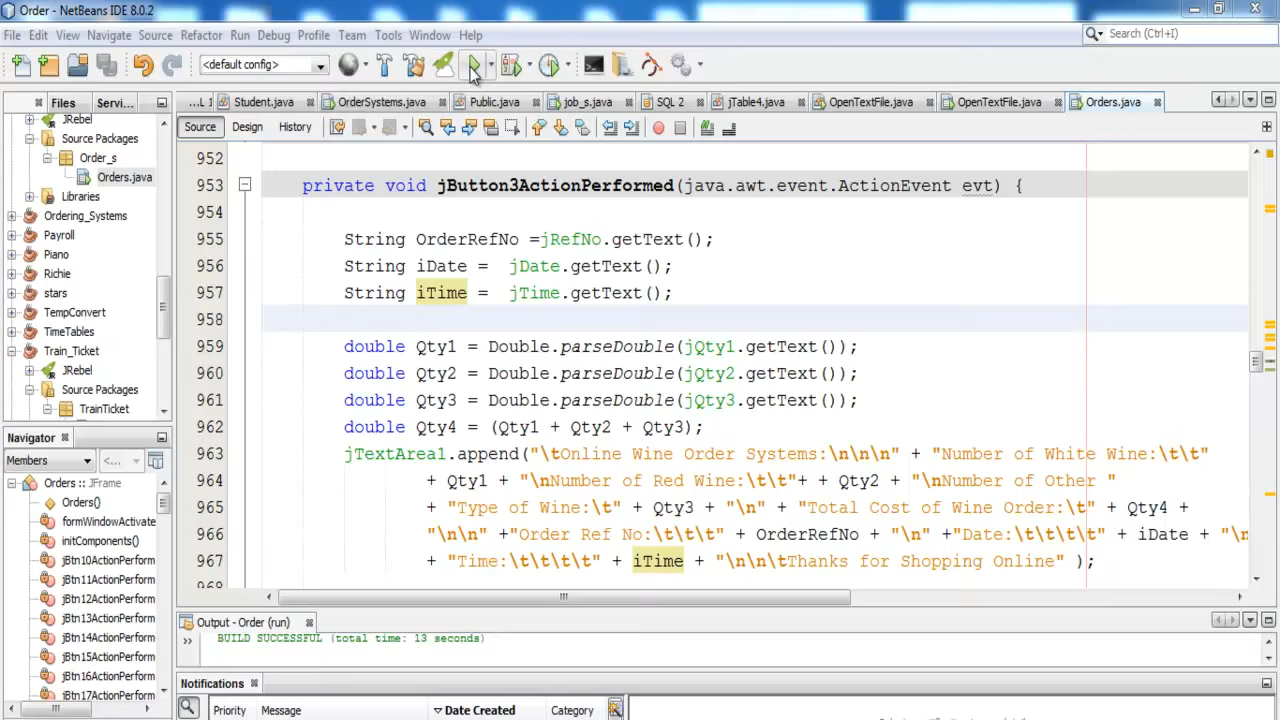 Order - NetBeans IDE 8.0.2
File Edit View Navigate Source Refactor Run Debug Profile Team Tools Window Help
Search (Ctrl+I)
<default config>
Files Servi...
...L 1 Student.java OrderSystems.java Public.java job_s.java SQL 2 jTable4.java OpenTextFile.java OpenTextFile.java Orders.java
Source Design History
JRebel
Source Packages
Order_s
Orders.java
Libraries
Ordering_Systems
Payroll
Piano
Richie
stars
TempConvert
TimeTables
Train_Ticket
JRebel
Source Packages
TrainTicket
952
953 private void jButton3ActionPerformed(java.awt.event.ActionEvent evt) {
954
955 String OrderRefNo =jRefNo.getText();
956 String iDate =  jDate.getText();
957 String iTime =  jTime.getText();
958
959 double Qty1 = Double.parseDouble(jQty1.getText());
960 double Qty2 = Double.parseDouble(jQty2.getText());
961 double Qty3 = Double.parseDouble(jQty3.getText());
962 double Qty4 = (Qty1 + Qty2 + Qty3);
963 jTextArea1.append("\tOnline Wine Order Systems:\n\n\n" + "Number of White Wine:\t\t"
964 + Qty1 + "\nNumber of Red Wine:\t\t"+ + Qty2 + "\nNumber of Other "
965 + "Type of Wine:\t" + Qty3 + "\n" + "Total Cost of Wine Order:\t" + Qty4 +
966 "\n\n" +"Order Ref No:\t\t\t" + OrderRefNo + "\n" +"Date:\t\t\t\t" + iDate + "\n
967 + "Time:\t\t\t\t" + iTime + "\n\n\tThanks for Shopping Online" );
968
Navigator
Members <...>
Orders :: JFrame
Orders()
formWindowActivate
initComponents()
jBtn10ActionPerform
jBtn11ActionPerform
jBtn12ActionPerform
jBtn13ActionPerform
jBtn14ActionPerform
jBtn15ActionPerform
jBtn16ActionPerform
jBtn17ActionPerform
Output - Order (run)
BUILD SUCCESSFUL (total time: 13 seconds)
Notifications
Priority Message Date Created Category